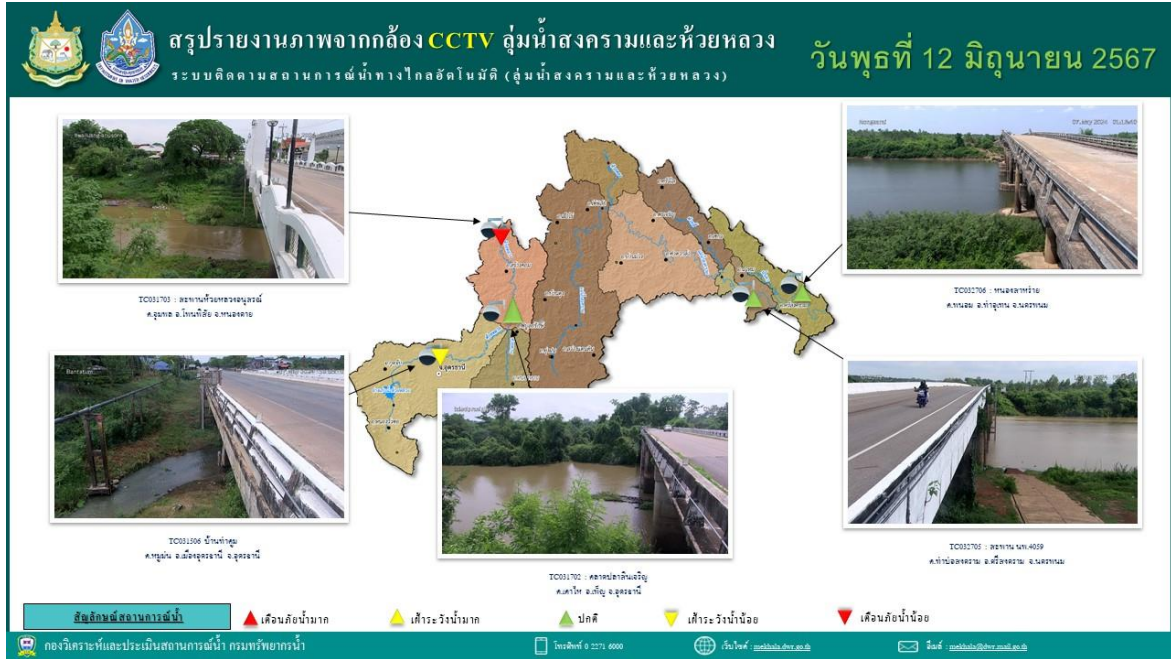 สรุปรายงานภาพจากกล้อง CCTV ลุ่มน้ำสงครามและห้วยหลวง
ระบบติดตามสถานการณ์น้ำทางไกลอัตโนมัติ (ลุ่มน้ำสงครามและห้วยหลวง)
วันพุธที่ 12 มิถุนายน 2567
TC031703 : สะพานห้วยหลวงอนุสรณ์
ต.จุมพล อ.โพนพิสัย จ.หนองคาย
TC032706 : หนองลาหร่าย
ต.พนอม อ.ท่าอุเทน จ.นครพนม
จ.อุดรธานี
TC031506 บ้านท่าตูม
ต.หมูม่น อ.เมืองอุดรธานี จ.อุดรธานี
TC031702 : ตลาดปลาสินเจริญ
ต.เตาไห อ.เพ็ญ จ.อุดรธานี
TC032705 : สะพาน นพ.4059
ต.ท่าบ่อสงคราม อ.ศรีสงคราม จ.นครพนม
สัญลักษณ์สถานการณ์น้ำ
เตือนภัยน้ำมาก
เฝ้าระวังน้ำมาก
ปกติ
เฝ้าระวังน้ำน้อย
เตือนภัยน้ำน้อย
กองวิเคราะห์และประเมินสถานการณ์น้ำ กรมทรัพยากรน้ำ
โทรศัพท์ 0 2271 6000
เว็บไซต์ : mekhala.dwr.go.th
อีเมล์ : mekhala@dwr.mail.go.th